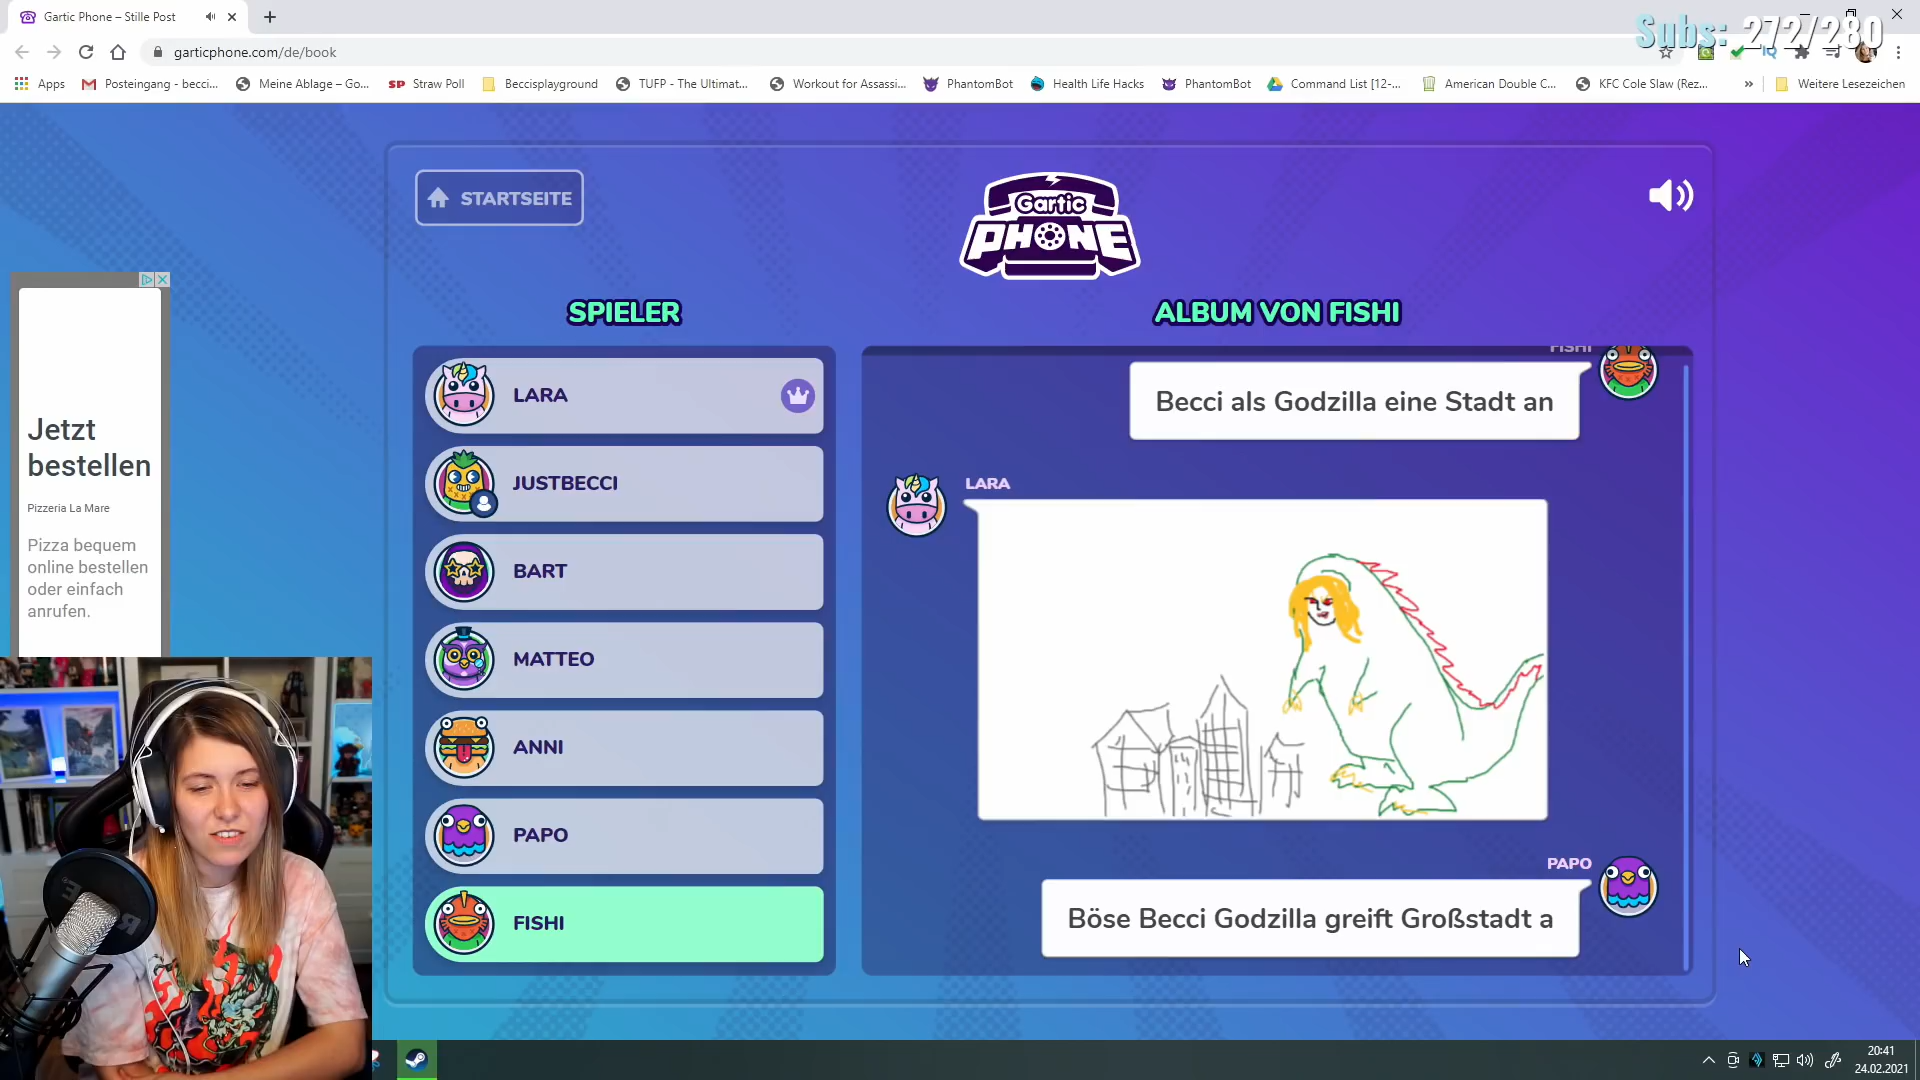 Gartic Phone – Stille Post
Subs: 272/280
garticphone.com/de/book
Apps
Posteingang - becci...
Meine Ablage – Go...
SP Straw Poll
Beccisplayground
TUFP - The Ultimat...
Workout for Assassi...
PhantomBot
Health Life Hacks
PhantomBot
Command List [12-...
American Double C...
KFC Cole Slaw (Rez...
»
Weitere Lesezeichen
STARTSEITE
Gartic
PHONE
SPIELER
ALBUM VON FISHI
LARA
JUSTBECCI
BART
MATTEO
ANNI
PAPO
FISHI
FISHI
Becci als Godzilla eine Stadt an
LARA
PAPO
Böse Becci Godzilla greift Großstadt a
Jetzt
bestellen
Pizzeria La Mare
Pizza bequem
online bestellen
oder einfach
anrufen.
20:41
24.02.2021